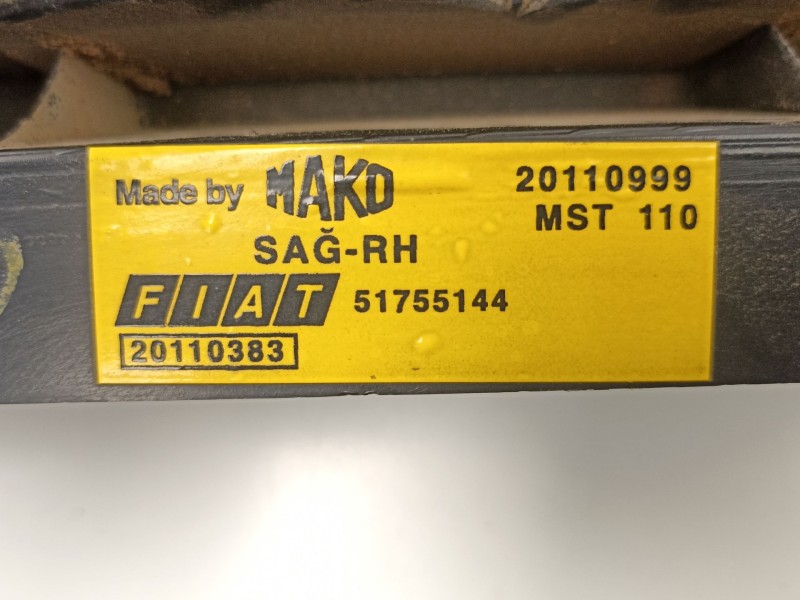 Made by MAKO 20110999
MST 110
SAĞ-RH
FIAT 51755144
20110383